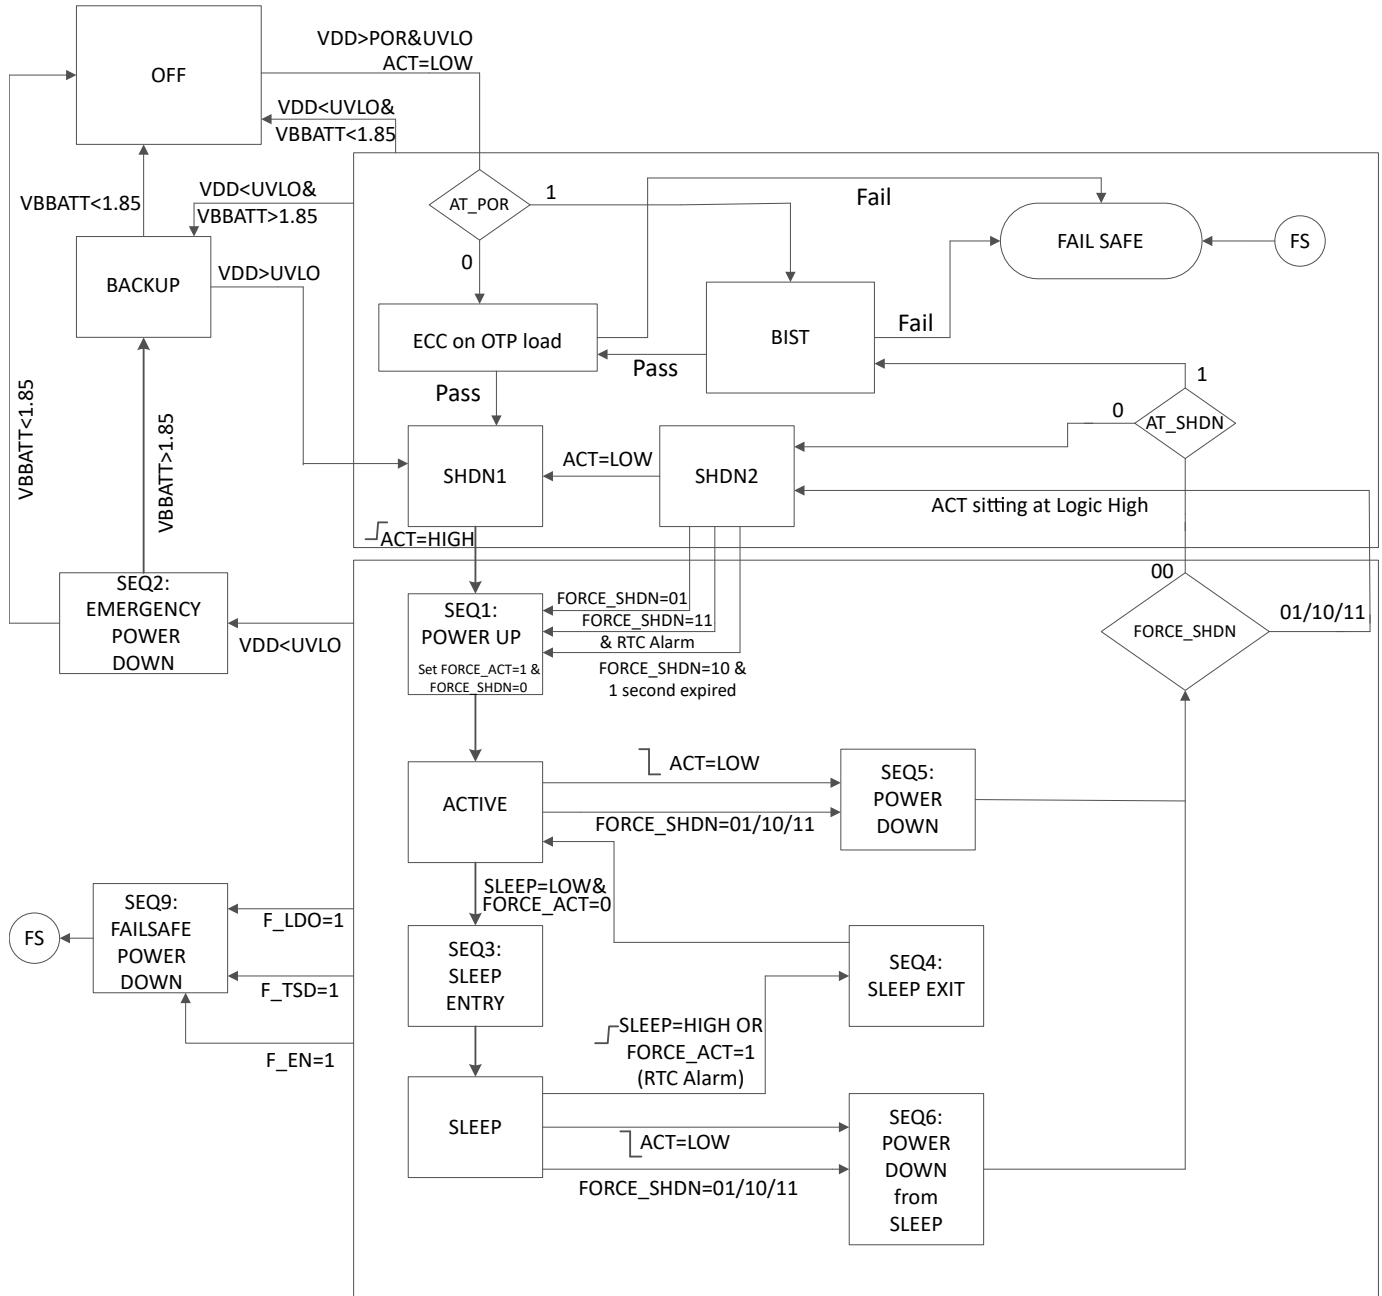 VDD>POR&UVLO
ACT=LOW
OFF
VDD<UVLO&
VBBATT<1.85
VBBATT<1.85
VDD<UVLO&
VBBATT>1.85
AT_POR
1
0
Fail
FAIL SAFE
FS
BACKUP
VDD>UVLO
ECC on OTP load
BIST
Fail
Pass
Pass
1
0
AT_SHDN
VBBATT<1.85
VBBATT>1.85
SHDN1
ACT=LOW
SHDN2
ACT sitting at Logic High
ACT=HIGH
SEQ2:
EMERGENCY
POWER
DOWN
VDD<UVLO
SEQ1:
POWER UP
Set FORCE_ACT=1 &
FORCE_SHDN=0
FORCE_SHDN=01
FORCE_SHDN=11
& RTC Alarm
FORCE_SHDN=10 &
1 second expired
00
FORCE_SHDN
01/10/11
ACTIVE
ACT=LOW
FORCE_SHDN=01/10/11
SEQ5:
POWER
DOWN
SLEEP=LOW&
FORCE_ACT=0
SEQ9:
FAILSAFE
POWER
DOWN
FS
F_LDO=1
F_TSD=1
F_EN=1
SEQ3:
SLEEP
ENTRY
SEQ4:
SLEEP EXIT
SLEEP=HIGH OR
FORCE_ACT=1
(RTC Alarm)
SLEEP
ACT=LOW
FORCE_SHDN=01/10/11
SEQ6:
POWER
DOWN
from
SLEEP